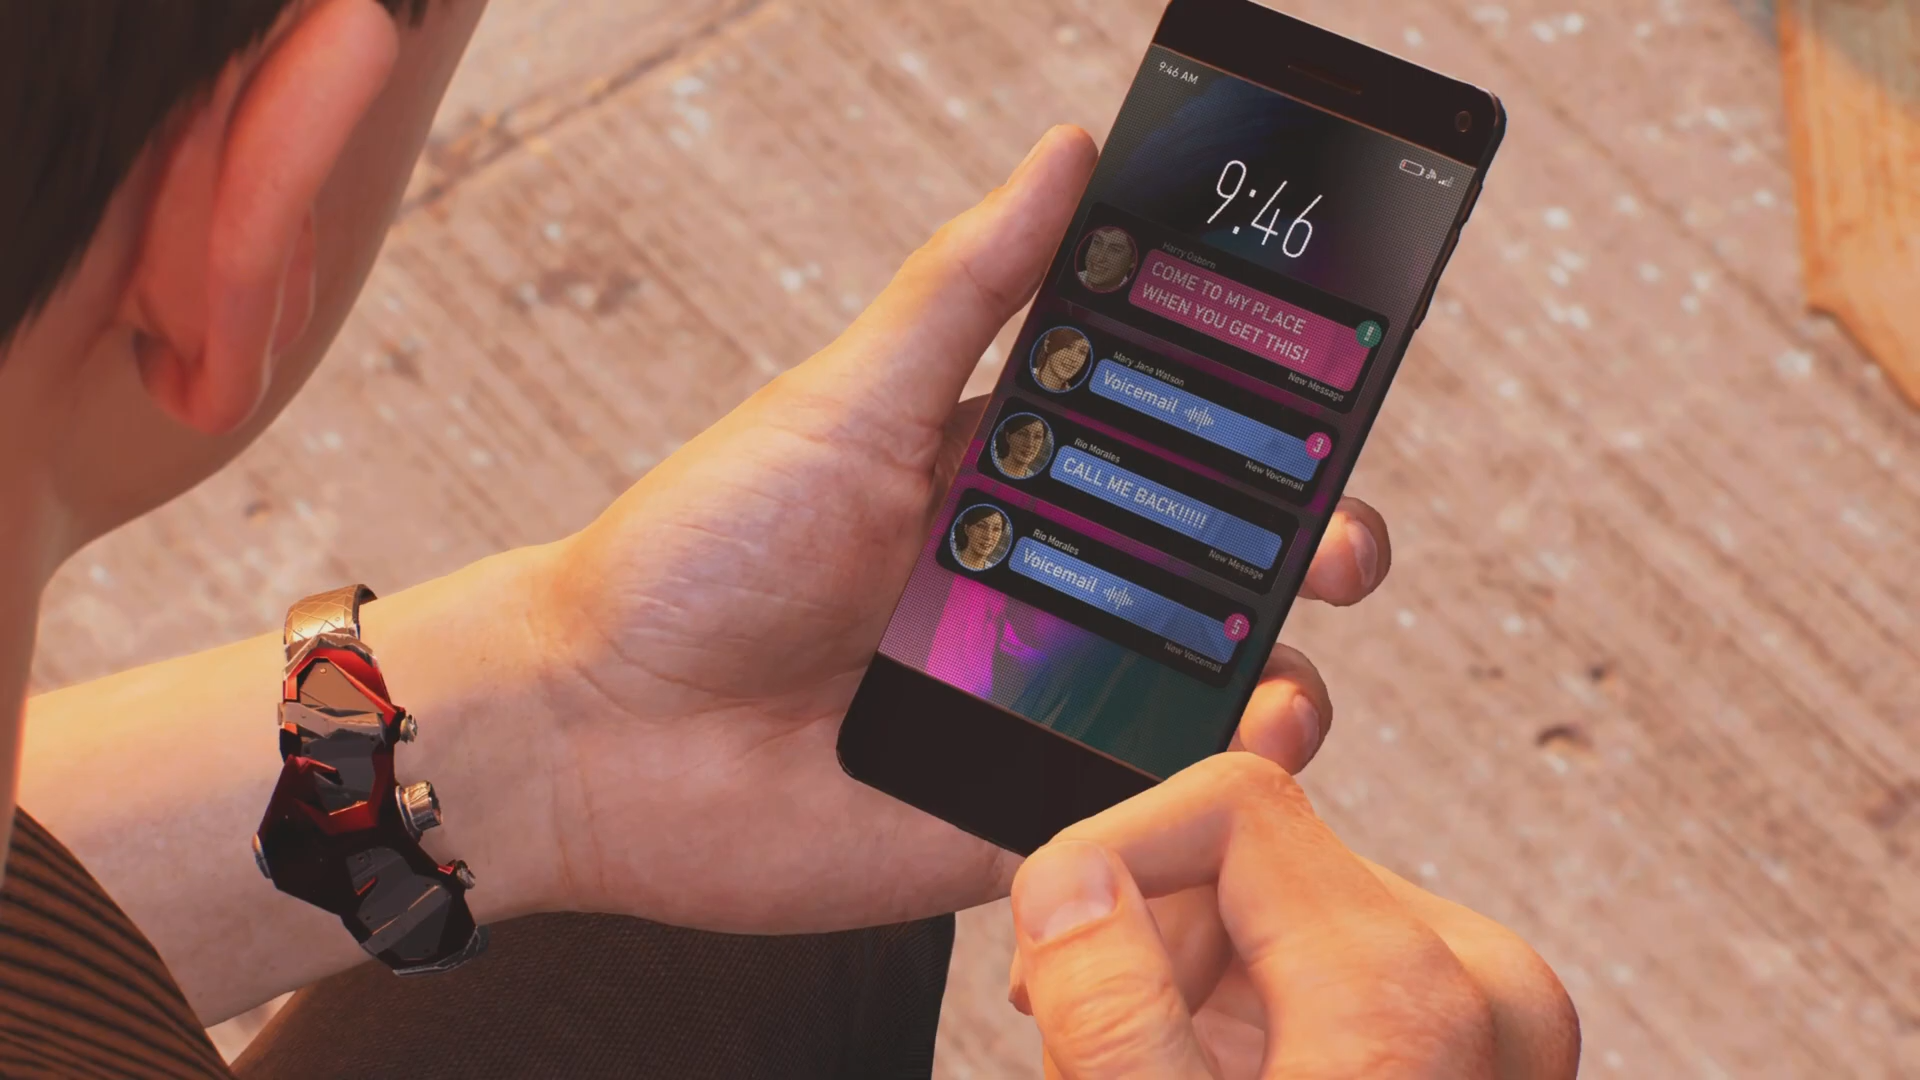 9:46 AM
9:46
Harry Osborn
COME TO MY PLACE
WHEN YOU GET THIS!
New Message
Mary Jane Watson
Voicemail
3
New Voicemail
Rio Morales
CALL ME BACK!!!!!
New Message
Rio Morales
Voicemail
5
New Voicemail